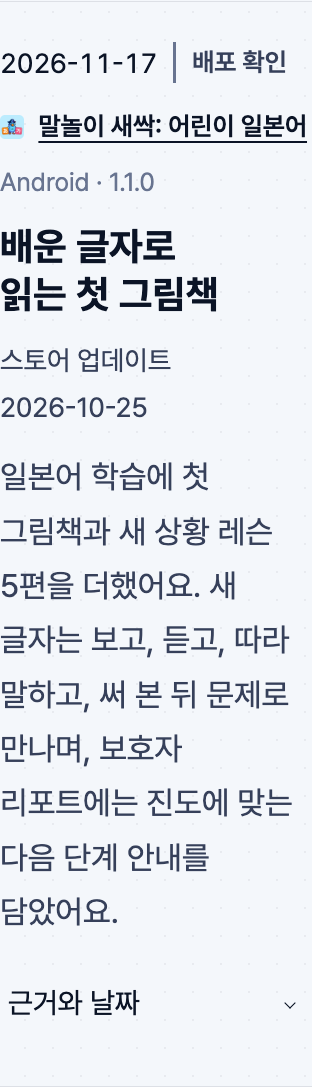 2026-11-17 배포 확인
말놀이 새싹: 어린이 일본어
Android · 1.1.0
배운 글자로
읽는 첫 그림책
스토어 업데이트
2026-10-25
일본어 학습에 첫
그림책과 새 상황 레슨
5편을 더했어요. 새
글자는 보고, 듣고, 따라
말하고, 써 본 뒤 문제로
만나며, 보호자
리포트에는 진도에 맞는
다음 단계 안내를
담았어요.
근거와 날짜